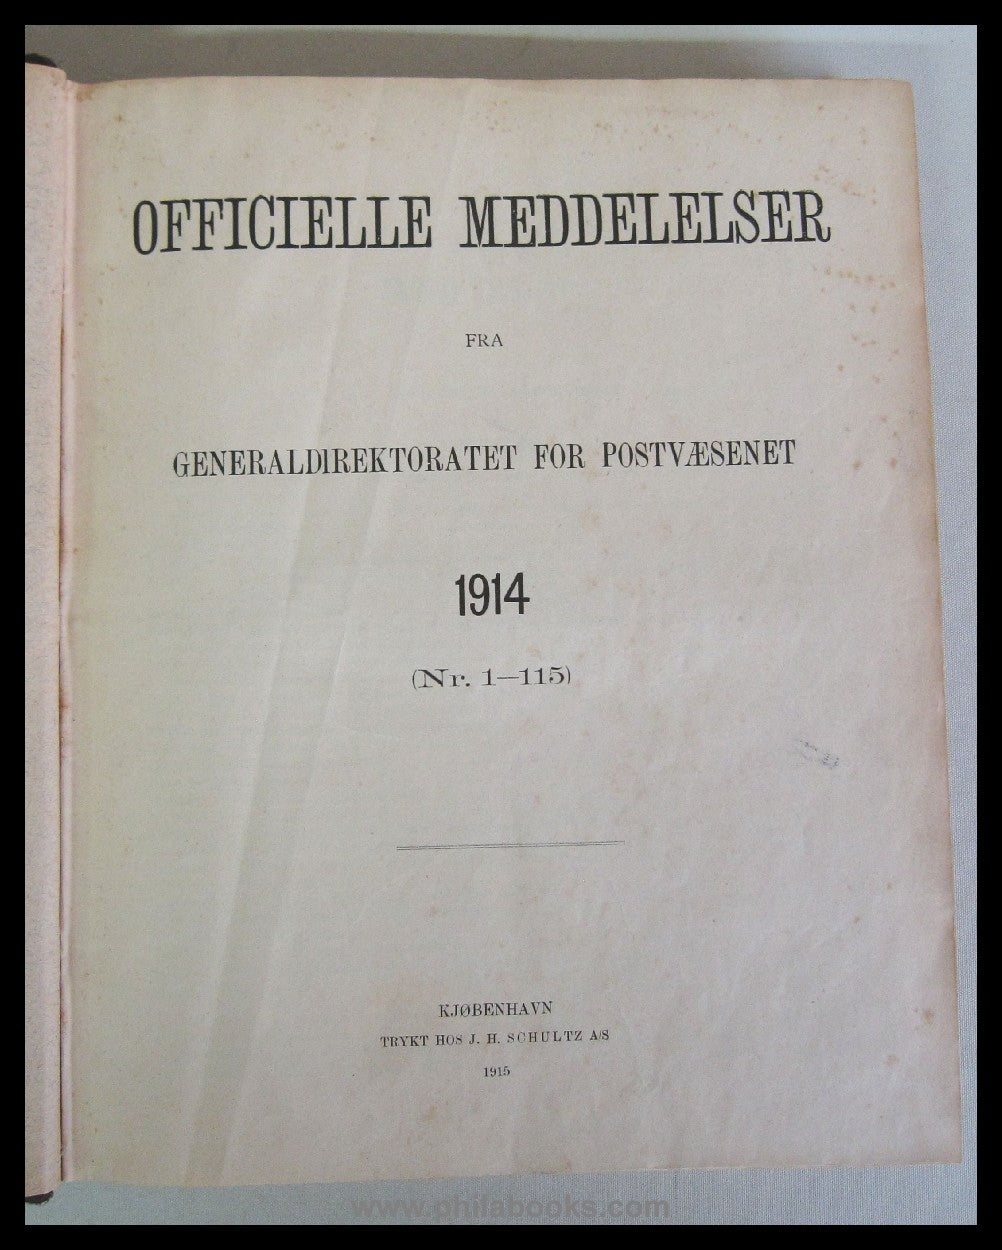 OFFICIELLE MEDDELELSER
FRA
GENERALDIREKTORATET FOR POSTVÆSENET
1914
(Nr. 1—115)
KJØBENHAVN
TRYKT HOS J. H. SCHULTZ A/S
1915
www.philabooks.com